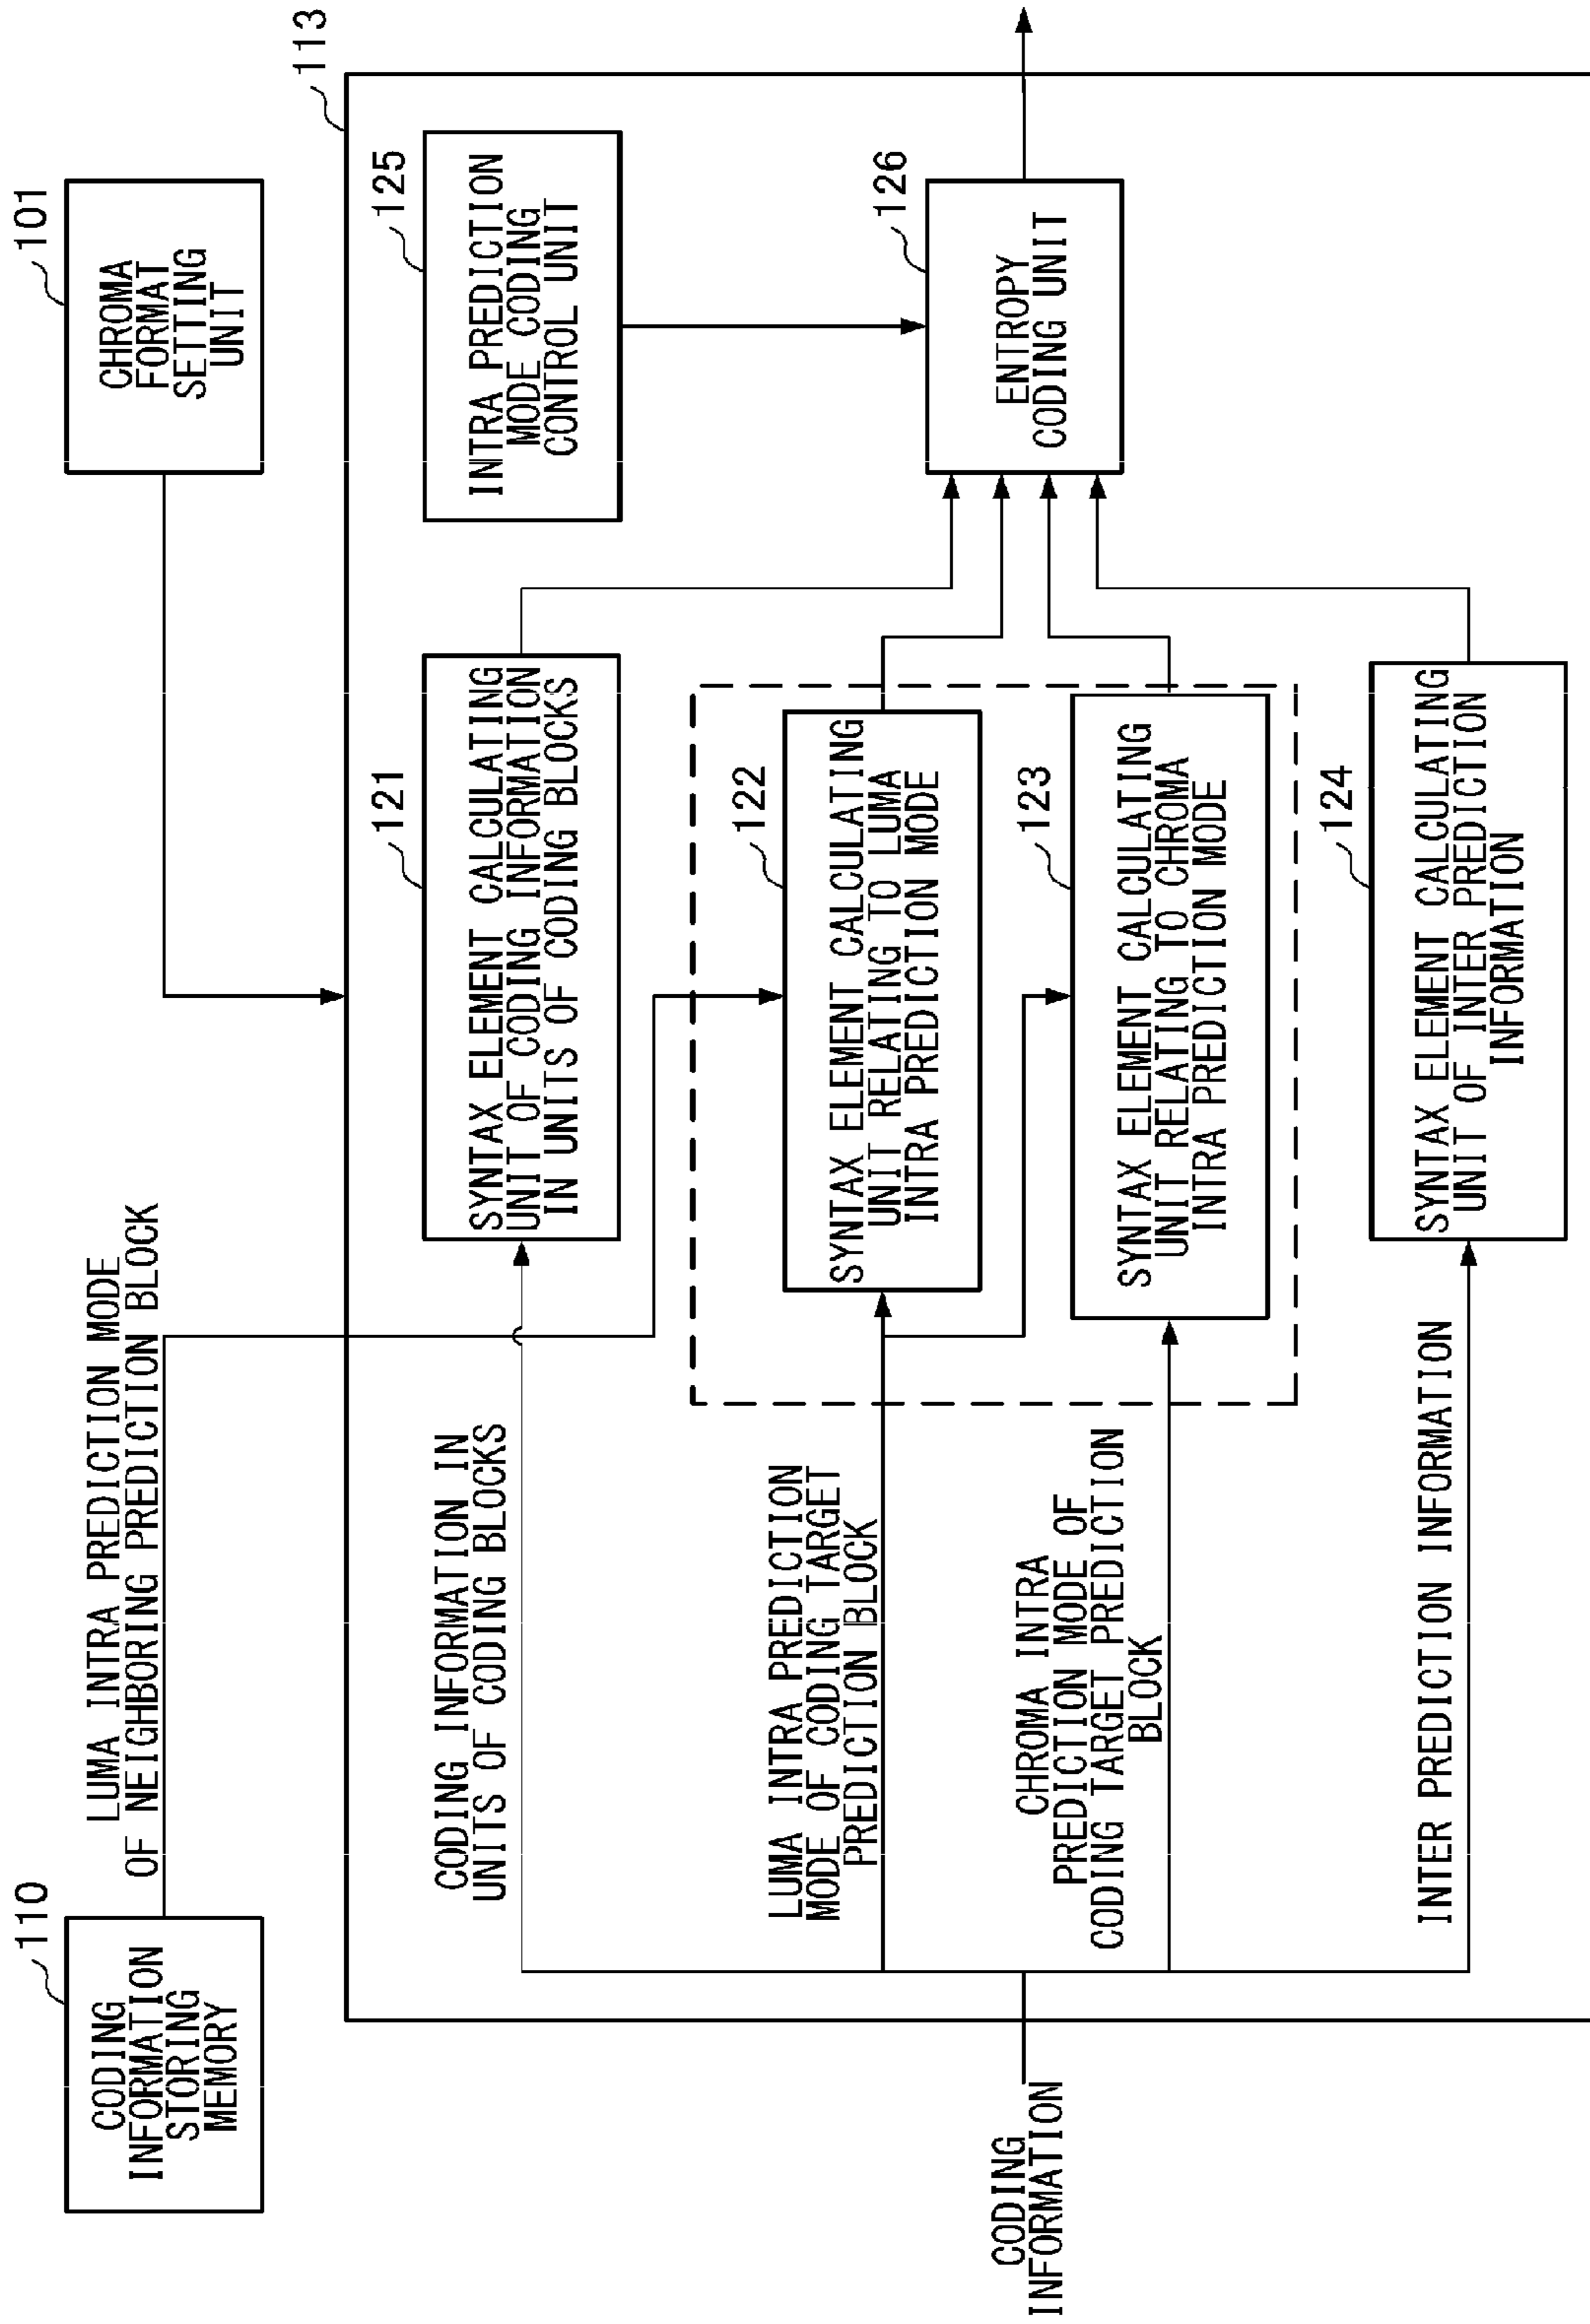 110
CODING
INFORMATION
STORING
MEMORY
LUMA INTRA PREDICTION MODE
OF NEIGHBORING PREDICTION BLOCK
101
CHROMA
FORMAT
SETTING
UNIT
113
CODING
INFORMATION
CODING INFORMATION IN
UNITS OF CODING BLOCKS
121
SYNTAX ELEMENT CALCULATING
UNIT OF CODING INFORMATION
IN UNITS OF CODING BLOCKS
125
INTRA PREDICTION
MODE CODING
CONTROL UNIT
LUMA INTRA PREDICTION
MODE OF CODING TARGET
PREDICTION BLOCK
122
SYNTAX ELEMENT CALCULATING
UNIT RELATING TO LUMA
INTRA PREDICTION MODE
126
ENTROPY
CODING UNIT
CHROMA INTRA
PREDICTION MODE OF
CODING TARGET PREDICTION
BLOCK
123
SYNTAX ELEMENT CALCULATING
UNIT RELATING TO CHROMA
INTRA PREDICTION MODE
INTER PREDICTION INFORMATION
124
SYNTAX ELEMENT CALCULATING
UNIT OF INTER PREDICTION
INFORMATION